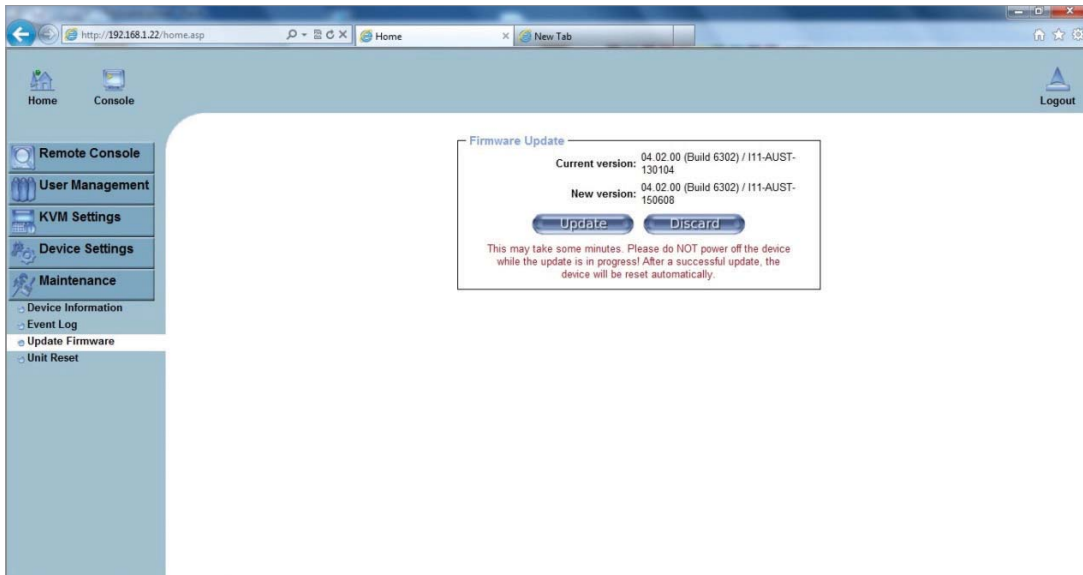 http://192.168.1.22/home.asp
Home
New Tab
Home
Console
Logout
Remote Console
User Management
KVM Settings
Device Settings
Maintenance
Device Information
Event Log
Update Firmware
Unit Reset
Firmware Update
Current version: 04.02.00 (Build 6302) / I11-AUST-
130104
New version: 04.02.00 (Build 6302) / I11-AUST-
150608
Update
Discard
This may take some minutes. Please do NOT power off the device
while the update is in progress! After a successful update, the
device will be reset automatically.